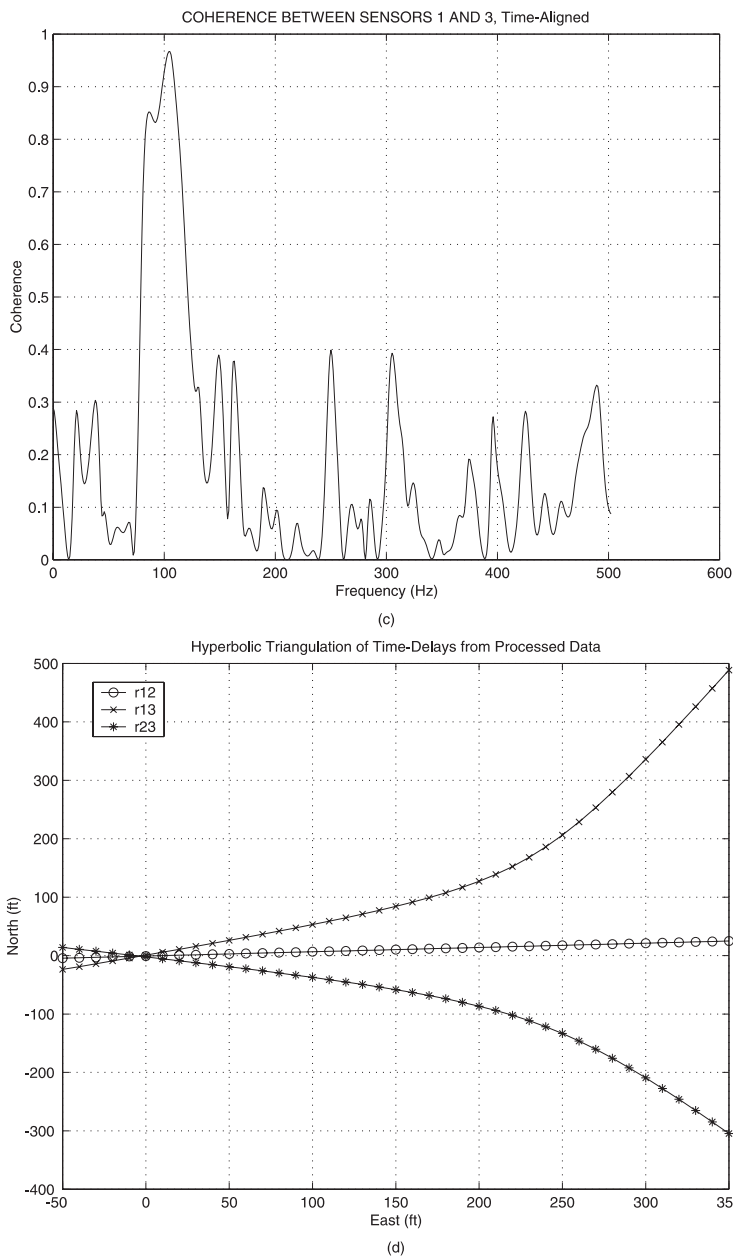 COHERENCE BETWEEN SENSORS 1 AND 3, Time-Aligned
1
0.9
0.8
0.7
0.6
0.5
0.4
0.3
0.2
0.1
0
Coherence
0 100 200 300 400 500 600
Frequency (Hz)
(c)
Hyperbolic Triangulation of Time-Delays from Processed Data
r12
r13
r23
500
400
300
200
100
0
-100
-200
-300
-400
North (ft)
-50 0 50 100 150 200 250 300 35
East (ft)
(d)